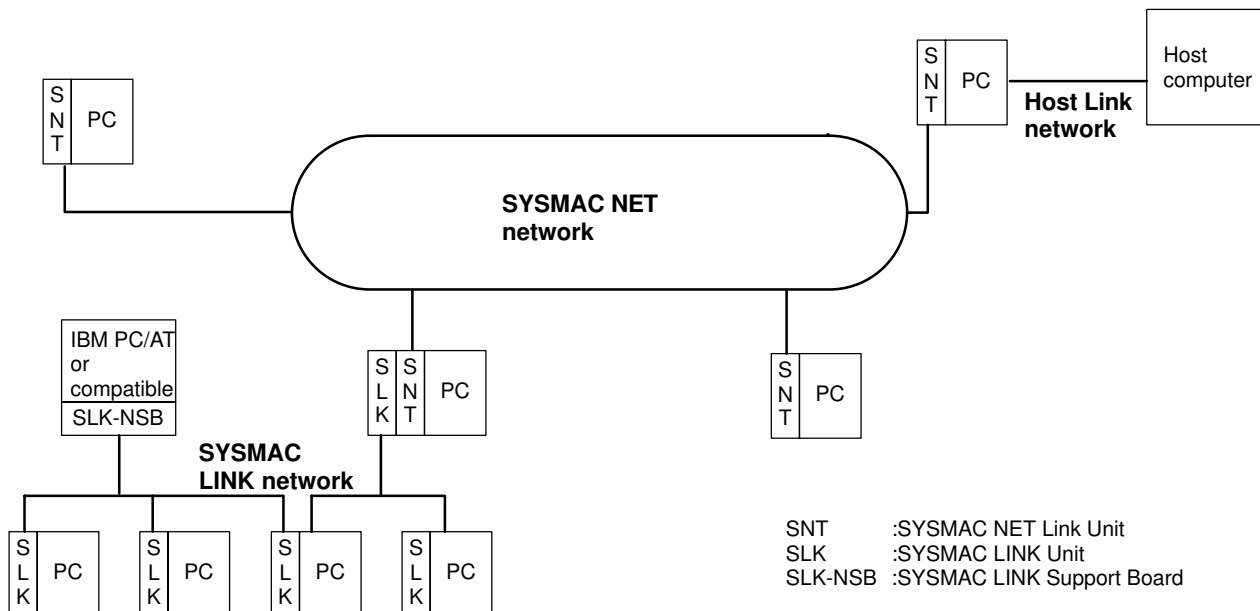 S
N
T
PC
S
N
T
PC
Host Link
network
Host
computer
SYSMAC NET
network
IBM PC/AT
or
compatible
SLK-NSB
S
L
K
S
N
T
PC
S
N
T
PC
SYSMAC
LINK network
S
L
K
PC
S
L
K
PC
S
L
K
PC
S
L
K
PC
SNT :SYSMAC NET Link Unit
SLK :SYSMAC LINK Unit
SLK-NSB :SYSMAC LINK Support Board